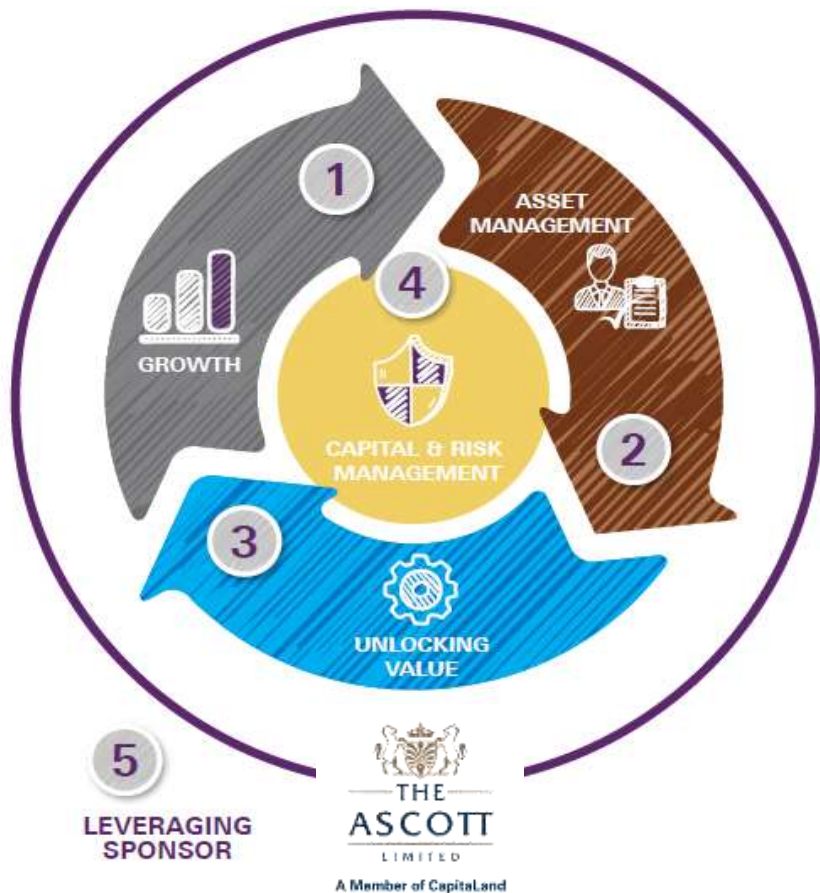 1
GROWTH
ASSET
MANAGEMENT
2
3
UNLOCKING
VALUE
4
CAPITAL & RISK
MANAGEMENT
5
LEVERAGING
SPONSOR
THE
ASCOTT
LIMITED
A Member of CapitaLand